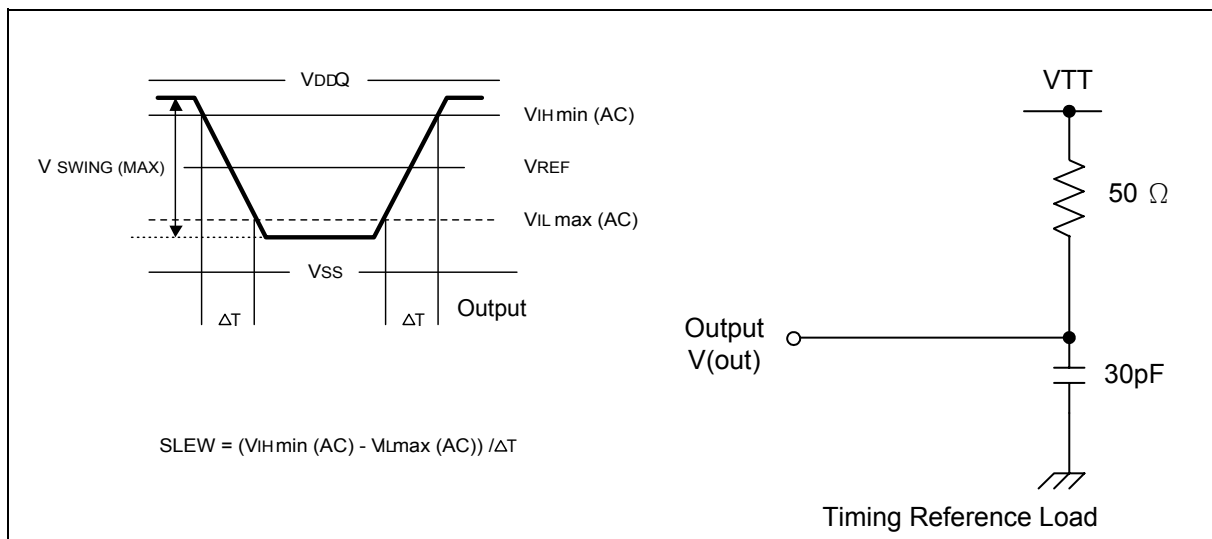 VDDQ
VIH min (AC)
V SWING (MAX)
VREF
VIL max (AC)
VSS
Output
ΔT
ΔT
SLEW = (VIH min (AC) - VILmax (AC)) /ΔT
VTT
50 Ω
Output
V(out)
30pF
Timing Reference Load